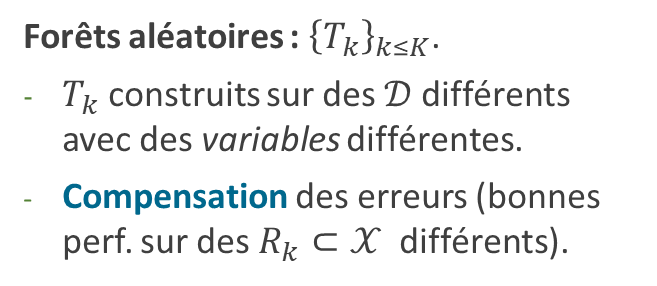 Forêts aléatoires : {T_k}_{k≤K}.
- T_k construits sur des 𝒟 différents
avec des variables différentes.
- Compensation des erreurs (bonnes
perf. sur des R_k ⊂ 𝒳 différents).